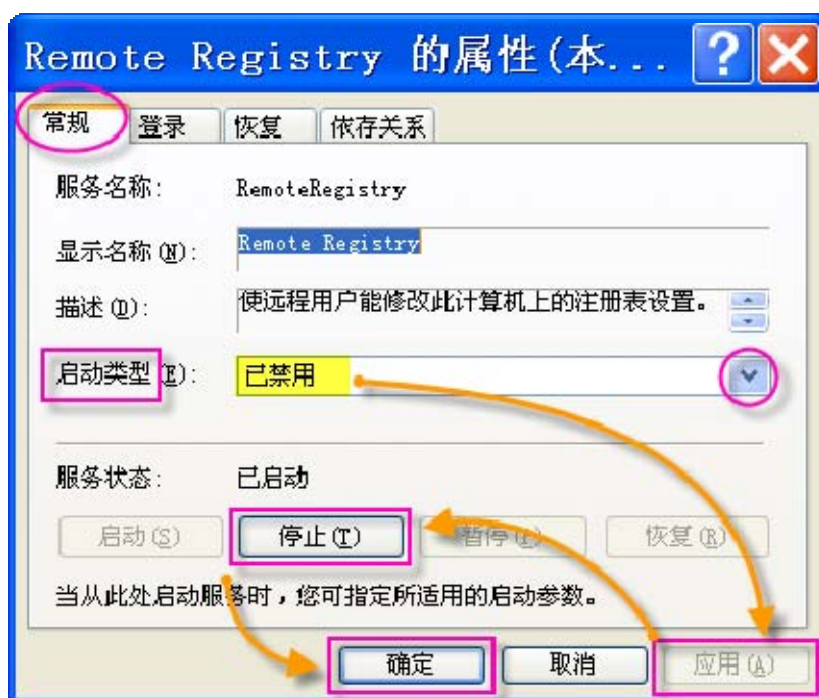 Remote Registry 的属性(本...
常规 登录 恢复 依存关系
服务名称: RemoteRegistry
显示名称(N): Remote Registry
描述(D): 使远程用户能修改此计算机上的注册表设置。
启动类型(E): 已禁用
服务状态: 已启动
启动(S) 停止(T) 暂停(P) 恢复(R)
当从此处启动服务时，您可指定所适用的启动参数。
确定 取消 应用(A)